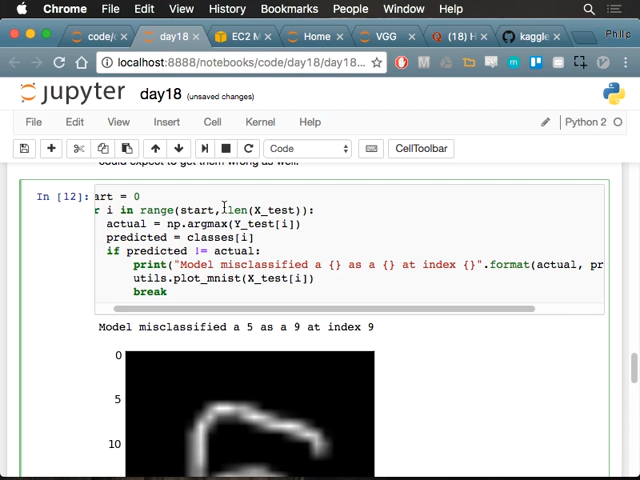 Chrome File Edit View History Bookmarks People Window Help
code/c day18 EC2 M Home VGG (18) H kaggle Philp
localhost:8888/notebooks/code/day18/day18.
jupyter day18 (unsaved changes)
File Edit View Insert Cell Kernel Help Python 2
Code CellToolbar
could expect to get them wrong as well.
In [12]: art = 0
r i in range(start,len(X_test)):
actual = np.argmax(Y_test[i])
predicted = classes[i]
if predicted != actual:
print("Model misclassified a {} as a {} at index {}".format(actual, pr
utils.plot_mnist(X_test[i])
break
Model misclassified a 5 as a 9 at index 9
0
5
10